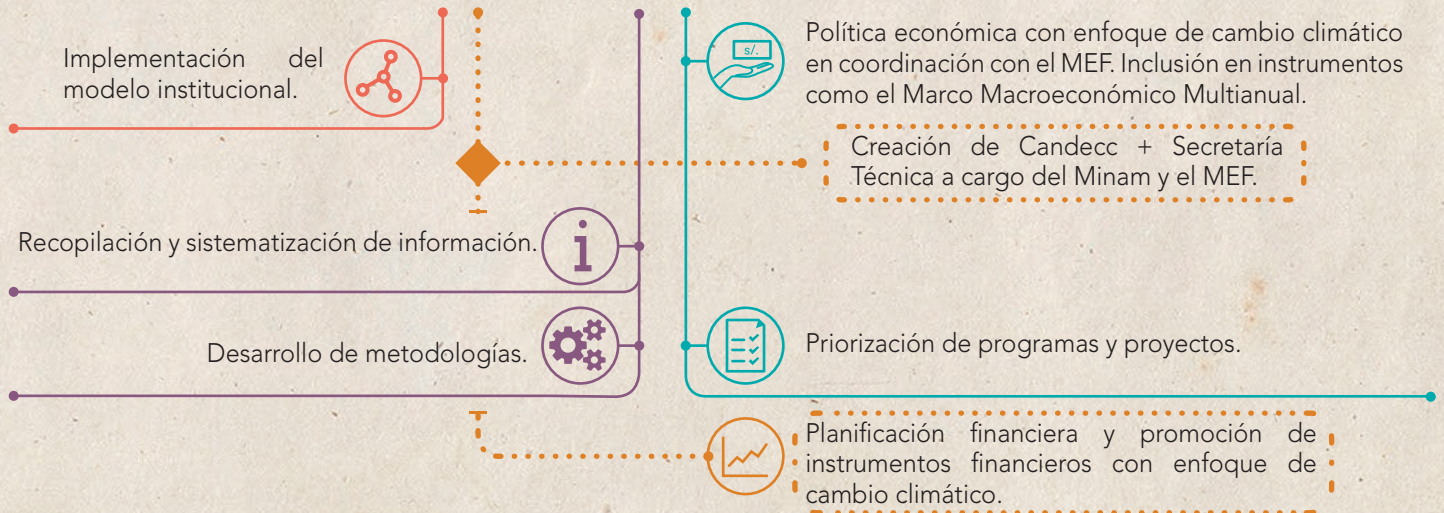 Implementación del
modelo institucional.
s/.
Política económica con enfoque de cambio climático
en coordinación con el MEF. Inclusión en instrumentos
como el Marco Macroeconómico Multianual.
Creación de Candecc + Secretaría
Técnica a cargo del Minam y el MEF.
Recopilación y sistematización de información.
i
Desarrollo de metodologías.
Priorización de programas y proyectos.
Planificación financiera y promoción de
instrumentos financieros con enfoque de
cambio climático.